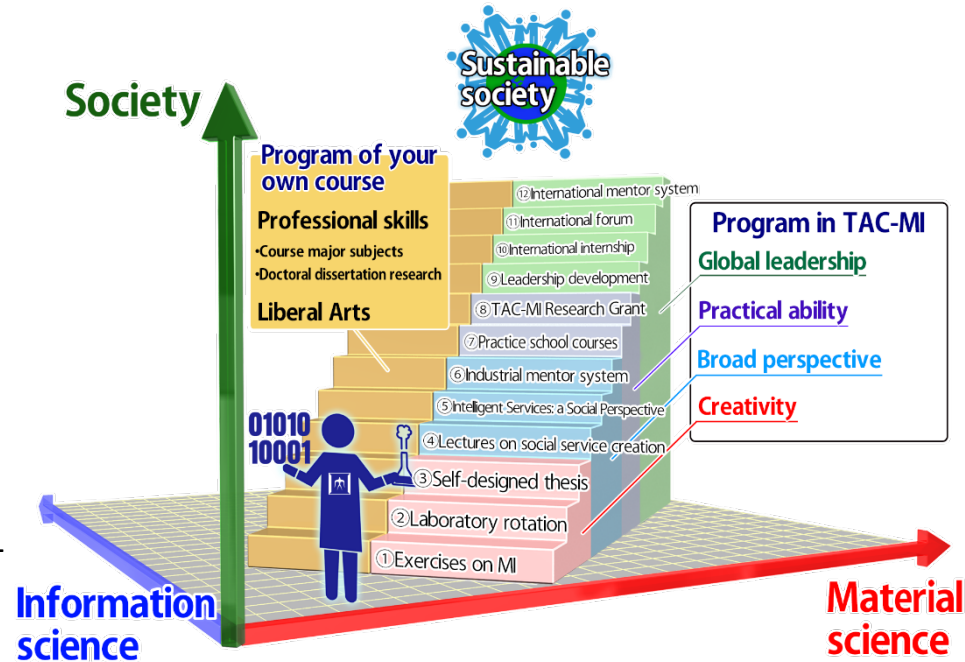 Sustainable
society
Society
Program of your
own course
Professional skills
•Course major subjects
•Doctoral dissertation research
Liberal Arts
⑫International mentor system
⑪International forum
⑩International internship
⑨Leadership development
⑧TAC-MI Research Grant
⑦Practice school courses
⑥Industrial mentor system
⑤Intelligent Services: a Social Perspective
④Lectures on social service creation
③Self-designed thesis
②Laboratory rotation
①Exercises on MI
Program in TAC-MI
Global leadership
Practical ability
Broad perspective
Creativity
01010
10001
Information
science
Material
science